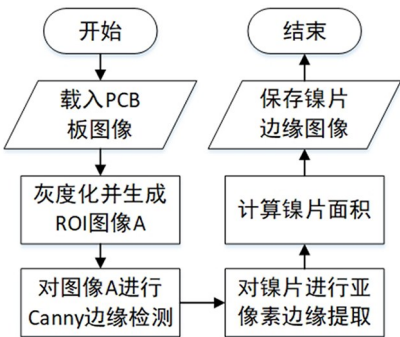 开始
载入PCB
板图像
灰度化并生成
ROI图像A
对图像A进行
Canny边缘检测
对镍片进行亚
像素边缘提取
计算镍片面积
保存镍片
边缘图像
结束